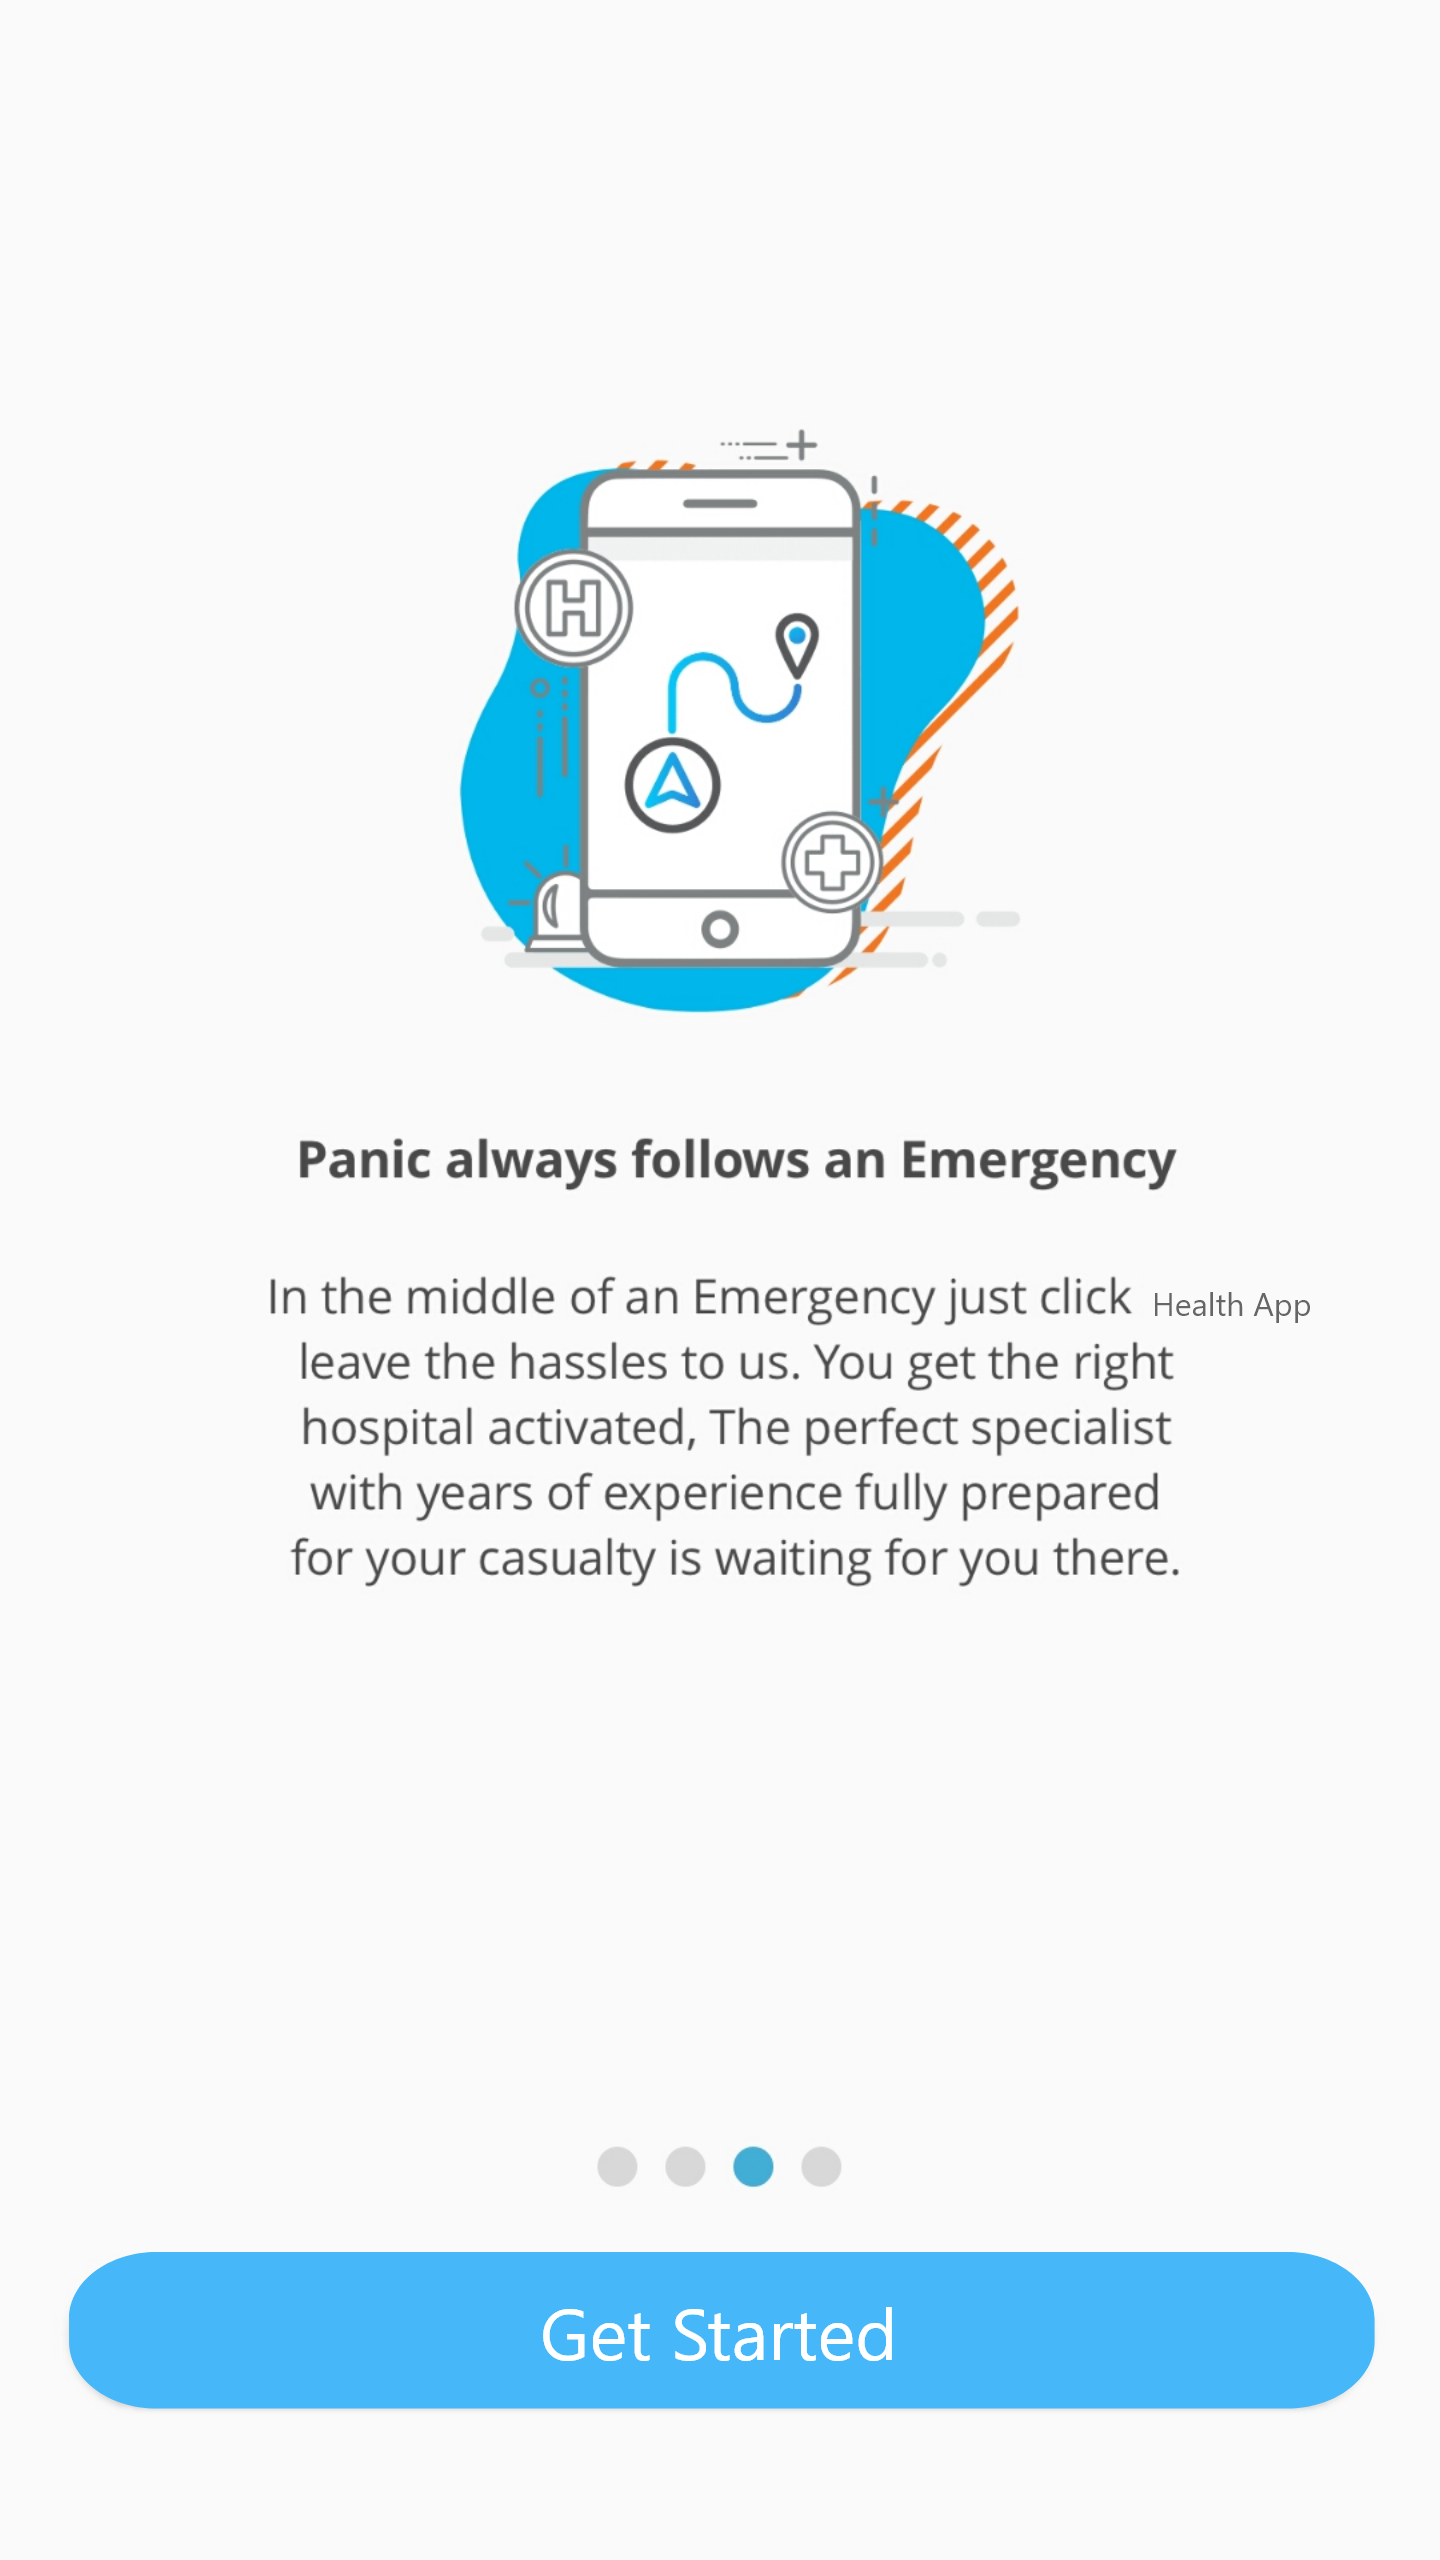 H
Panic always follows an Emergency
In the middle of an Emergency just click Health App
leave the hassles to us. You get the right
hospital activated, The perfect specialist
with years of experience fully prepared
for your casualty is waiting for you there.
Get Started